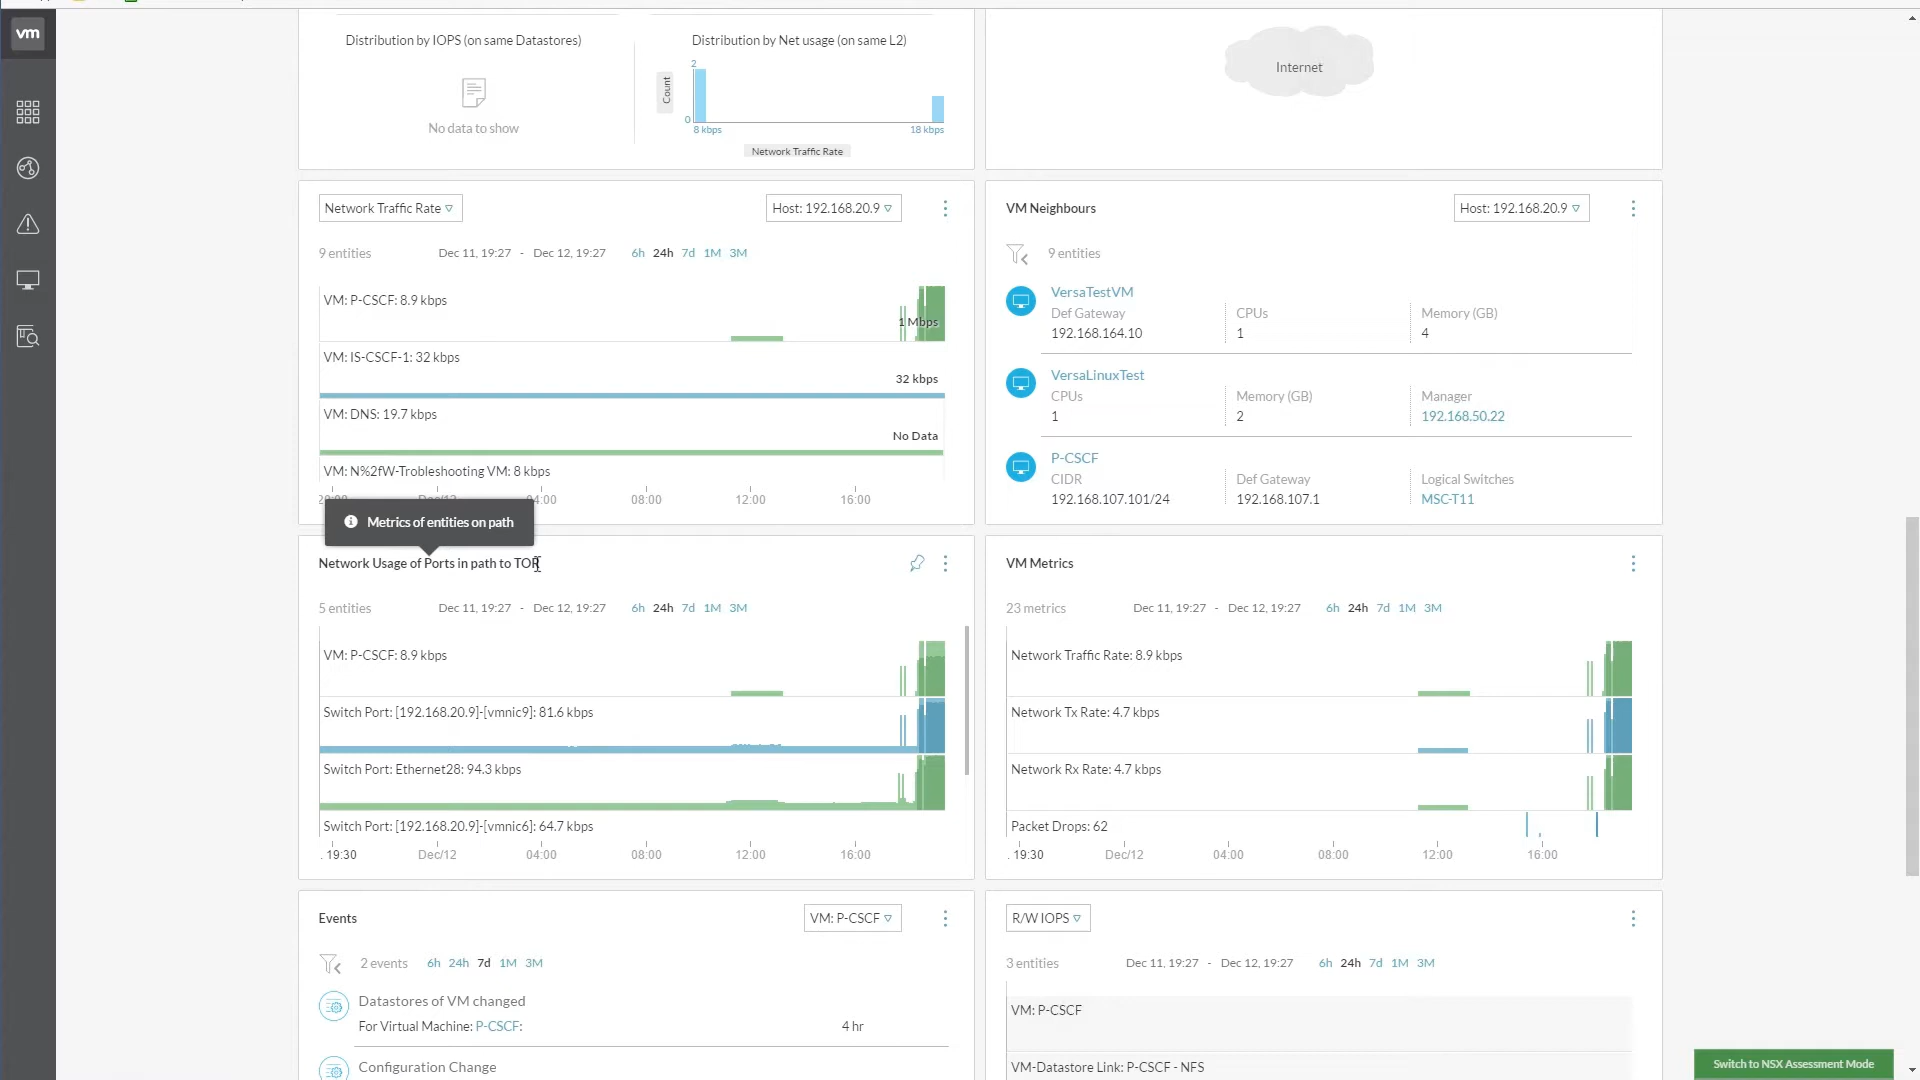 vm
Distribution by IOPS (on same Datastores)
No data to show
Distribution by Net usage (on same L2)
Count
2
0
8 kbps
18 kbps
Network Traffic Rate
Internet
Network Traffic Rate
Host: 192.168.20.9
9 entities
Dec 11, 19:27 - Dec 12, 19:27
6h 24h 7d 1M 3M
VM: P-CSCF: 8.9 kbps
1 Mbps
VM: IS-CSCF-1: 32 kbps
32 kbps
VM: DNS: 19.7 kbps
No Data
VM: N%2fW-Trobleshooting VM: 8 kbps
04:00 08:00 12:00 16:00
VM Neighbours
Host: 192.168.20.9
9 entities
VersaTestVM
Def Gateway CPUs Memory (GB)
192.168.164.10 1 4
VersaLinuxTest
CPUs Memory (GB) Manager
1 2 192.168.50.22
P-CSCF
CIDR Def Gateway Logical Switches
192.168.107.101/24 192.168.107.1 MSC-T11
Metrics of entities on path
Network Usage of Ports in path to TOR
5 entities
Dec 11, 19:27 - Dec 12, 19:27
6h 24h 7d 1M 3M
VM: P-CSCF: 8.9 kbps
Switch Port: [192.168.20.9]-[vmnic9]: 81.6 kbps
Switch Port: Ethernet28: 94.3 kbps
Switch Port: [192.168.20.9]-[vmnic6]: 64.7 kbps
. 19:30 Dec/12 04:00 08:00 12:00 16:00
VM Metrics
23 metrics
Dec 11, 19:27 - Dec 12, 19:27
6h 24h 7d 1M 3M
Network Traffic Rate: 8.9 kbps
Network Tx Rate: 4.7 kbps
Network Rx Rate: 4.7 kbps
Packet Drops: 62
. 19:30 Dec/12 04:00 08:00 12:00 16:00
Events
VM: P-CSCF
2 events
6h 24h 7d 1M 3M
Datastores of VM changed
For Virtual Machine: P-CSCF:
4 hr
Configuration Change
R/W IOPS
3 entities
Dec 11, 19:27 - Dec 12, 19:27
6h 24h 7d 1M 3M
VM: P-CSCF
VM-Datastore Link: P-CSCF - NFS
Switch to NSX Assessment Mode